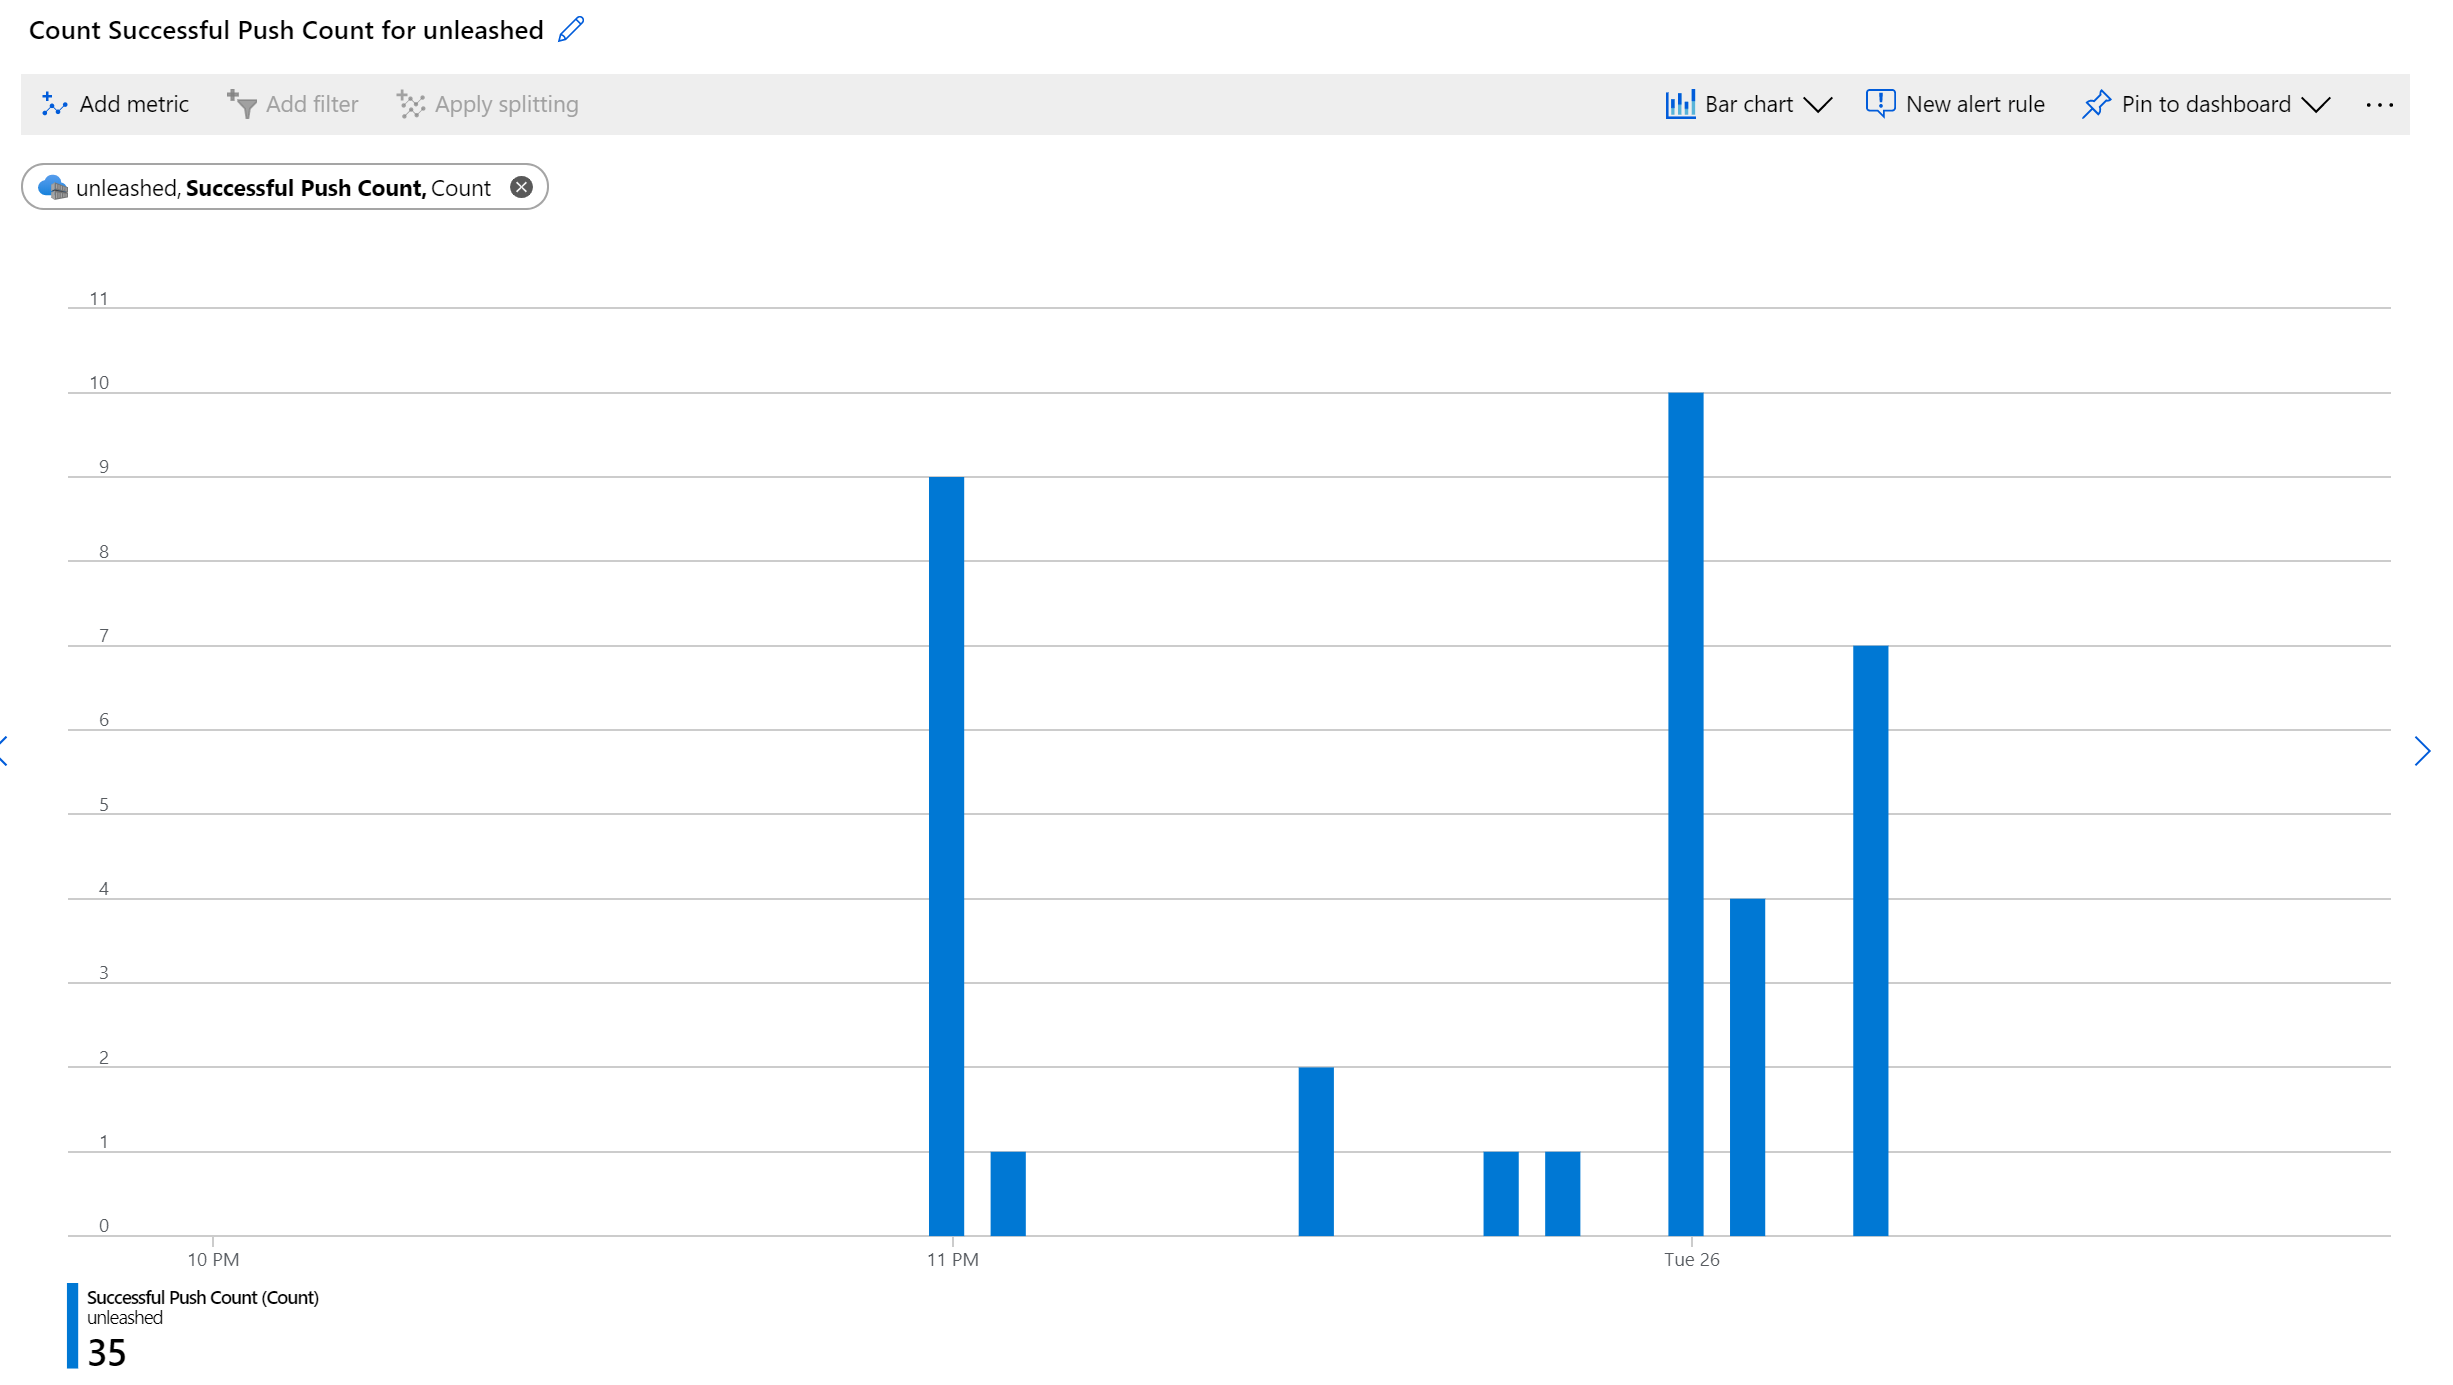 Count Successful Push Count for unleashed
Add metric Add filter Apply splitting Bar chart New alert rule Pin to dashboard ...
unleashed, Successful Push Count, Count
11
10
9
8
7
6
5
4
3
2
1
0
10 PM 11 PM Tue 26
Successful Push Count (Count)
unleashed
35